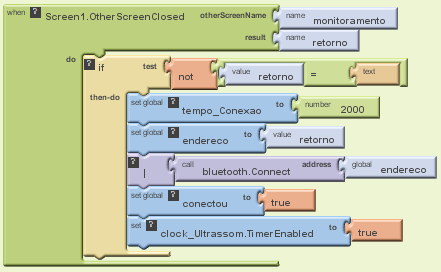 when ? Screen1.OtherScreenClosed otherScreenName name monitoramento
result name retorno
do ? if test not value retorno = text
then-do set global ? tempo_Conexao to number 2000
set global ? endereco to value retorno
? | call bluetooth.Connect address global endereco
set global ? conectou to true
set ? clock_Ultrassom.TimerEnabled to true